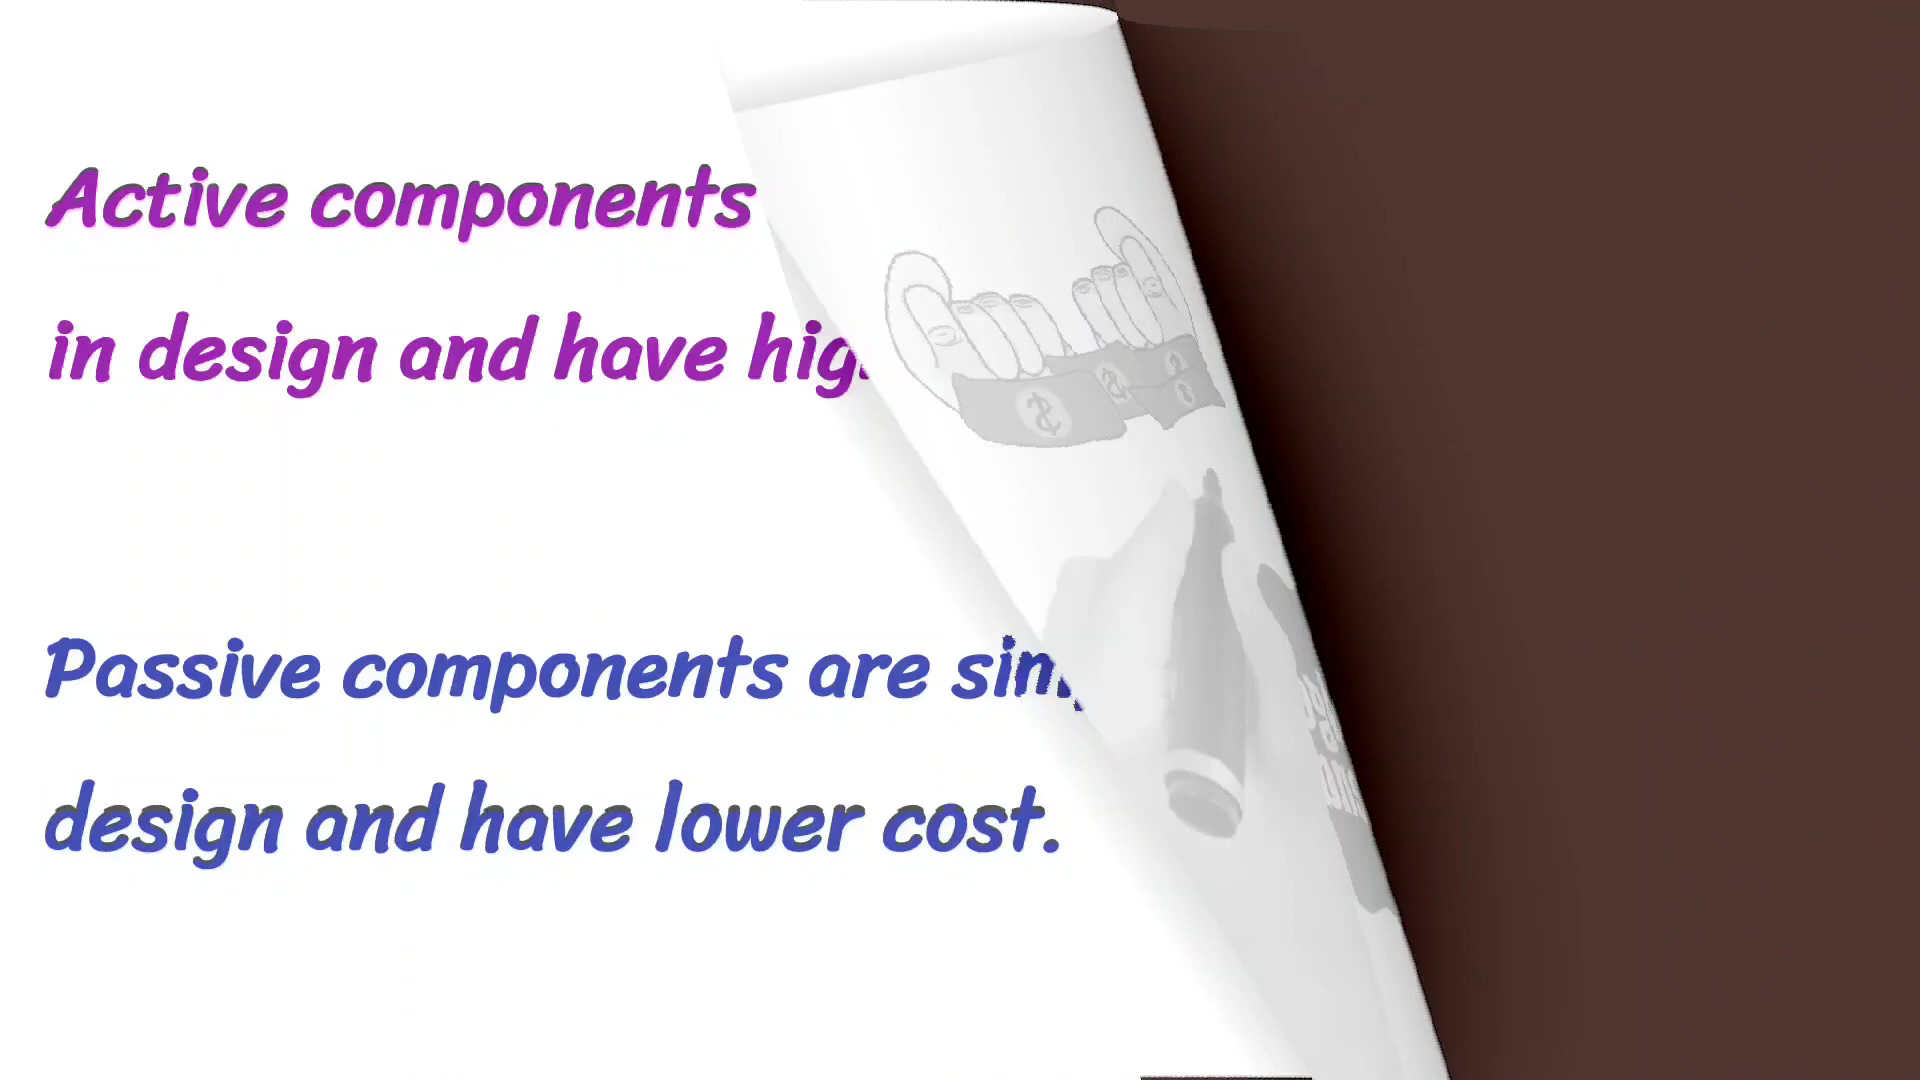 Active components
in design and have
Passive components are
design and have lower cost.